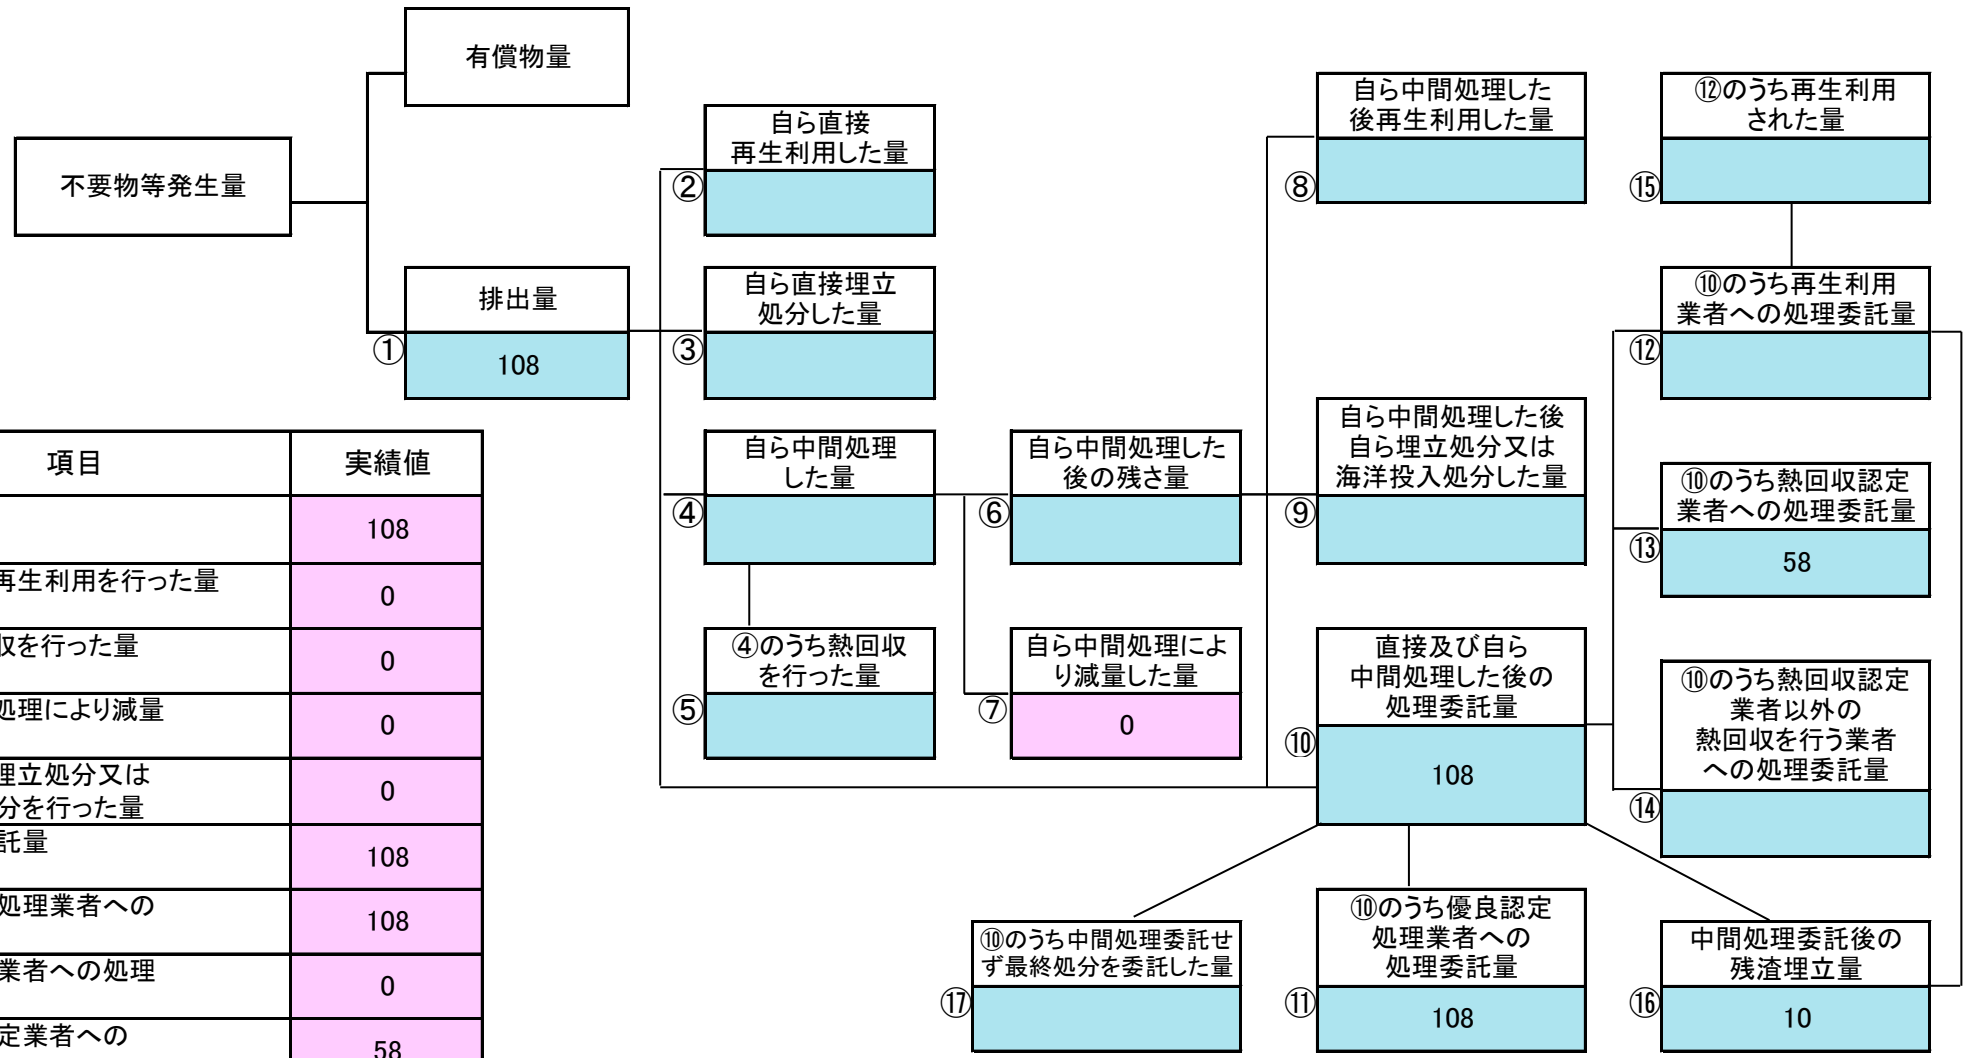 有償物量
不要物等発生量
自ら直接
再生利用した量
②
自ら中間処理した
後再生利用した量
⑧
⑫のうち再生利用
された量
⑮
排出量
①
108
自ら直接埋立
処分した量
③
⑩のうち再生利用
業者への処理委託量
⑫
自ら中間処理
した量
④
自ら中間処理した
後の残さ量
⑥
自ら中間処理した後
自ら埋立処分又は
海洋投入処分した量
⑨
⑩のうち熱回収認定
業者への処理委託量
⑬
58
④のうち熱回収
を行った量
⑤
自ら中間処理によ
り減量した量
⑦
0
直接及び自ら
中間処理した後の
処理委託量
⑩
108
⑩のうち熱回収認定
業者以外の
熱回収を行う業者
への処理委託量
⑭
⑩のうち中間処理委託せ
ず最終処分を委託した量
⑰
⑩のうち優良認定
処理業者への
処理委託量
⑪
108
中間処理委託後の
残渣埋立量
⑯
10
項目 実績値
108
再生利用を行った量 0
収を行った量 0
処理により減量 0
埋立処分又は
分を行った量 0
託量 108
処理業者への 108
業者への処理 0
定業者への 58